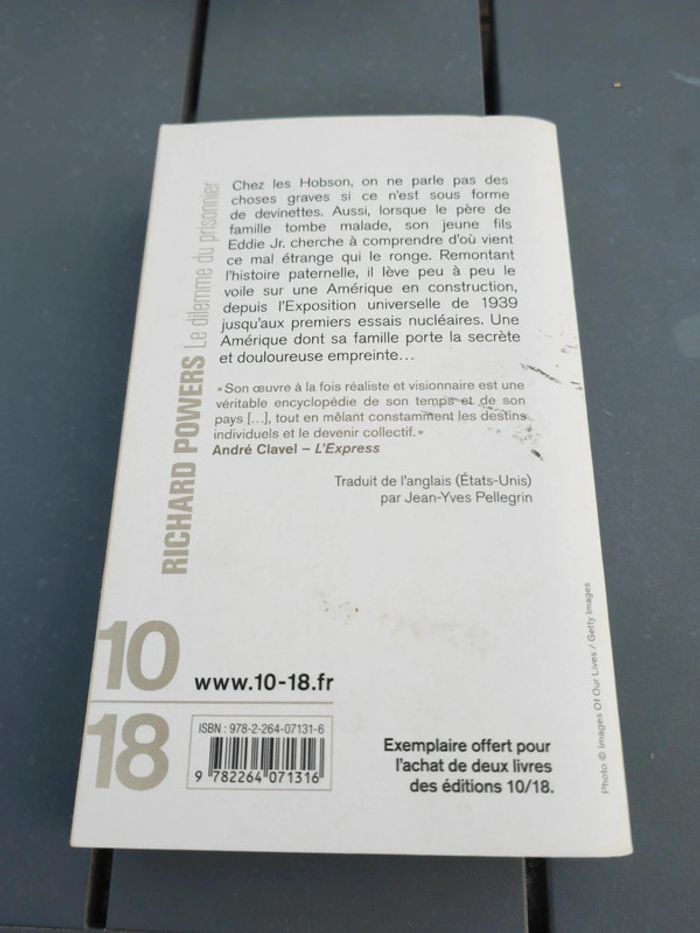 RICHARD POWERS Le dilemme du prisonnier
Chez les Hobson, on ne parle pas des
choses graves si ce n'est sous forme
de devinettes. Aussi, lorsque le père de
famille tombe malade, son jeune fils
Eddie Jr. cherche à comprendre d'où vient
ce mal étrange qui le ronge. Remontant
l'histoire paternelle, il lève peu à peu le
voile sur une Amérique en construction,
depuis l'Exposition universelle de 1939
jusqu'aux premiers essais nucléaires. Une
Amérique dont sa famille porte la secrète
et douloureuse empreinte...
« Son œuvre à la fois réaliste et visionnaire est une
véritable encyclopédie de son temps et de son
pays [...], tout en mêlant constamment les destins
individuels et le devenir collectif. »
André Clavel – L'Express
Traduit de l'anglais (États-Unis)
par Jean-Yves Pellegrin
10
18
www.10-18.fr
ISBN : 978-2-264-07131-6
9 782264 071316
Exemplaire offert pour
l'achat de deux livres
des éditions 10/18.
Photo © Images Of Our Lives / Getty Images